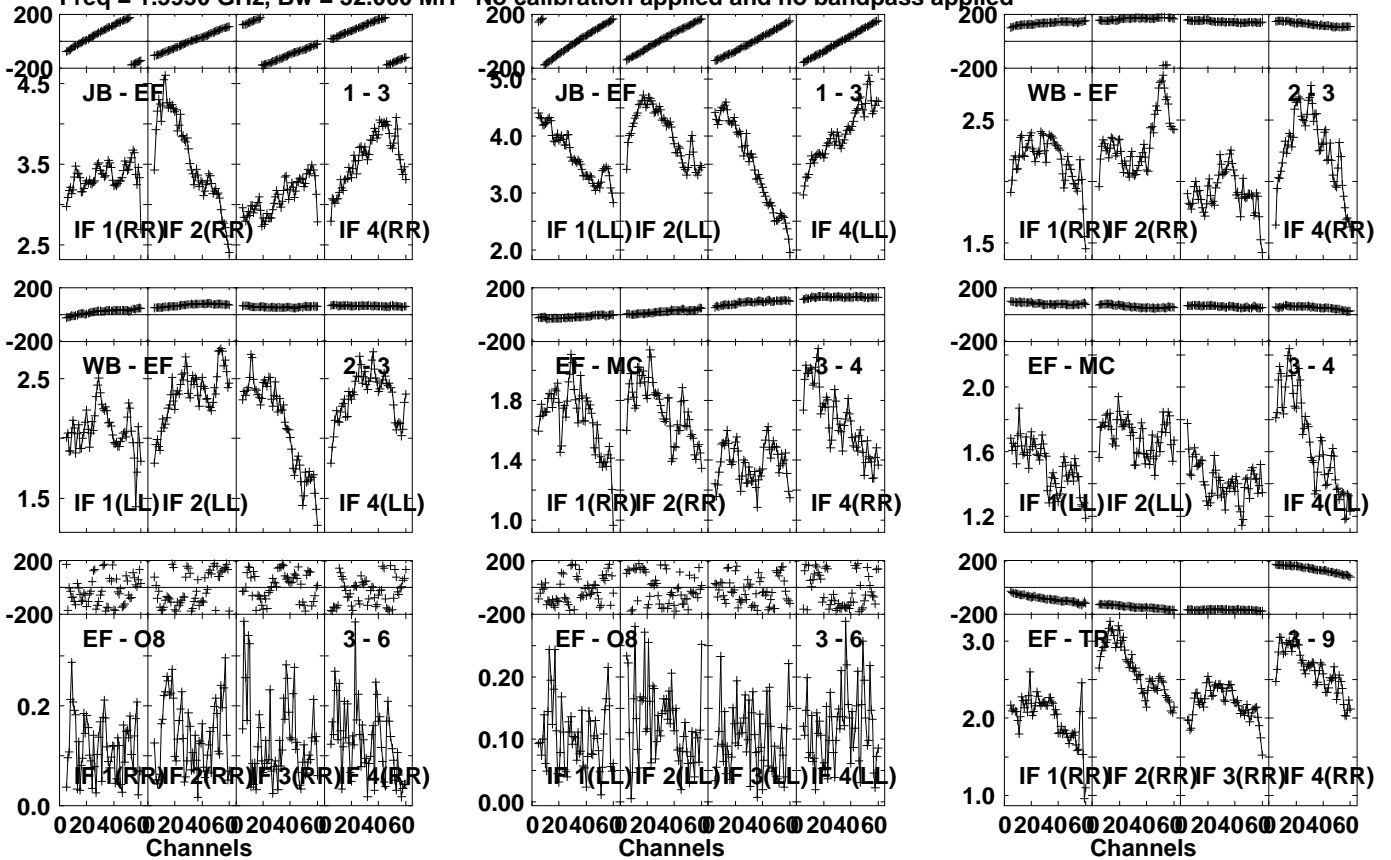 Freq = 1.5990 GHz, Bw = 32.000 MH No calibration applied and no bandpass applied
200
-200
4.5
3.5
2.5
JB - EF
1 - 3
IF 1(RR)
IF 2(RR)
IF 4(RR)
5.0
4.0
3.0
2.0
JB - EF
1 - 3
IF 1(LL)
IF 2(LL)
IF 4(LL)
200
-200
2.5
1.5
WB - EF
2 - 3
IF 1(RR)
IF 2(RR)
IF 4(RR)
200
-200
2.5
1.5
WB - EF
2 - 3
IF 1(LL)
IF 2(LL)
IF 4(LL)
200
-200
1.8
1.4
1.0
EF - MC
3 - 4
IF 1(RR)
IF 2(RR)
IF 4(RR)
200
-200
2.0
1.6
1.2
EF - MC
3 - 4
IF 1(LL)
IF 2(LL)
IF 4(LL)
200
-200
0.2
0.0
EF - O8
3 - 6
IF 1(RR)
IF 2(RR)
IF 3(RR)
IF 4(RR)
0 20 40 60 0 20 40 60 0 20 40 60 0 20 40 60
Channels
200
-200
0.20
0.10
0.00
EF - O8
3 - 6
IF 1(LL)
IF 2(LL)
IF 3(LL)
IF 4(LL)
0 20 40 60 0 20 40 60 0 20 40 60 0 20 40 60
Channels
200
-200
3.0
2.0
1.0
EF - TR
3 - 9
IF 1(RR)
IF 2(RR)
IF 3(RR)
IF 4(RR)
0 20 40 60 0 20 40 60 0 20 40 60 0 20 40 60
Channels